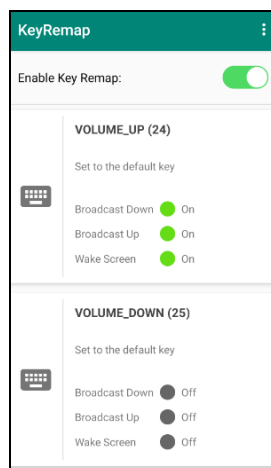 KeyRemap
Enable Key Remap:
VOLUME_UP (24)
Set to the default key
Broadcast Down On
Broadcast Up On
Wake Screen On
VOLUME_DOWN (25)
Set to the default key
Broadcast Down Off
Broadcast Up Off
Wake Screen Off